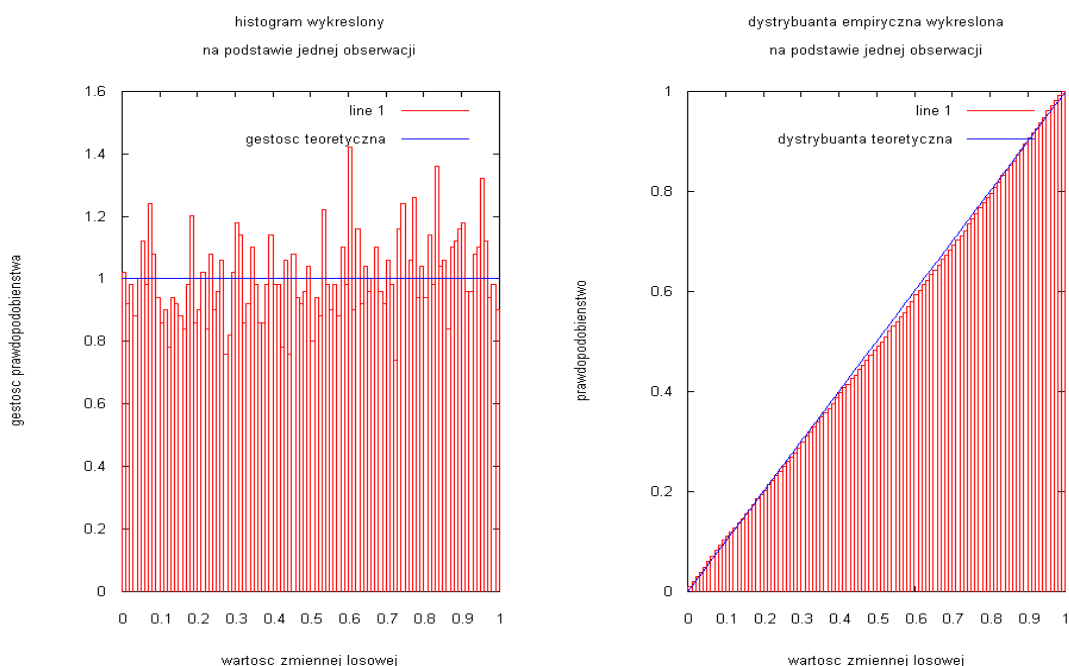 histogram wykreslony
na podstawie jednej obserwacji
1.6
1.4
1.2
1
0.8
0.6
0.4
0.2
0
line 1
gestosc teoretyczna
gestosc prawdopodobienstwa
0 0.1 0.2 0.3 0.4 0.5 0.6 0.7 0.8 0.9 1
wartosc zmiennej losowej
dystrybuanta empiryczna wykreslona
na podstawie jednej obserwacji
1
0.8
0.6
0.4
0.2
0
line 1
dystrybuanta teoretyczna
prawdopodobienstwo
0 0.1 0.2 0.3 0.4 0.5 0.6 0.7 0.8 0.9 1
wartosc zmiennej losowej